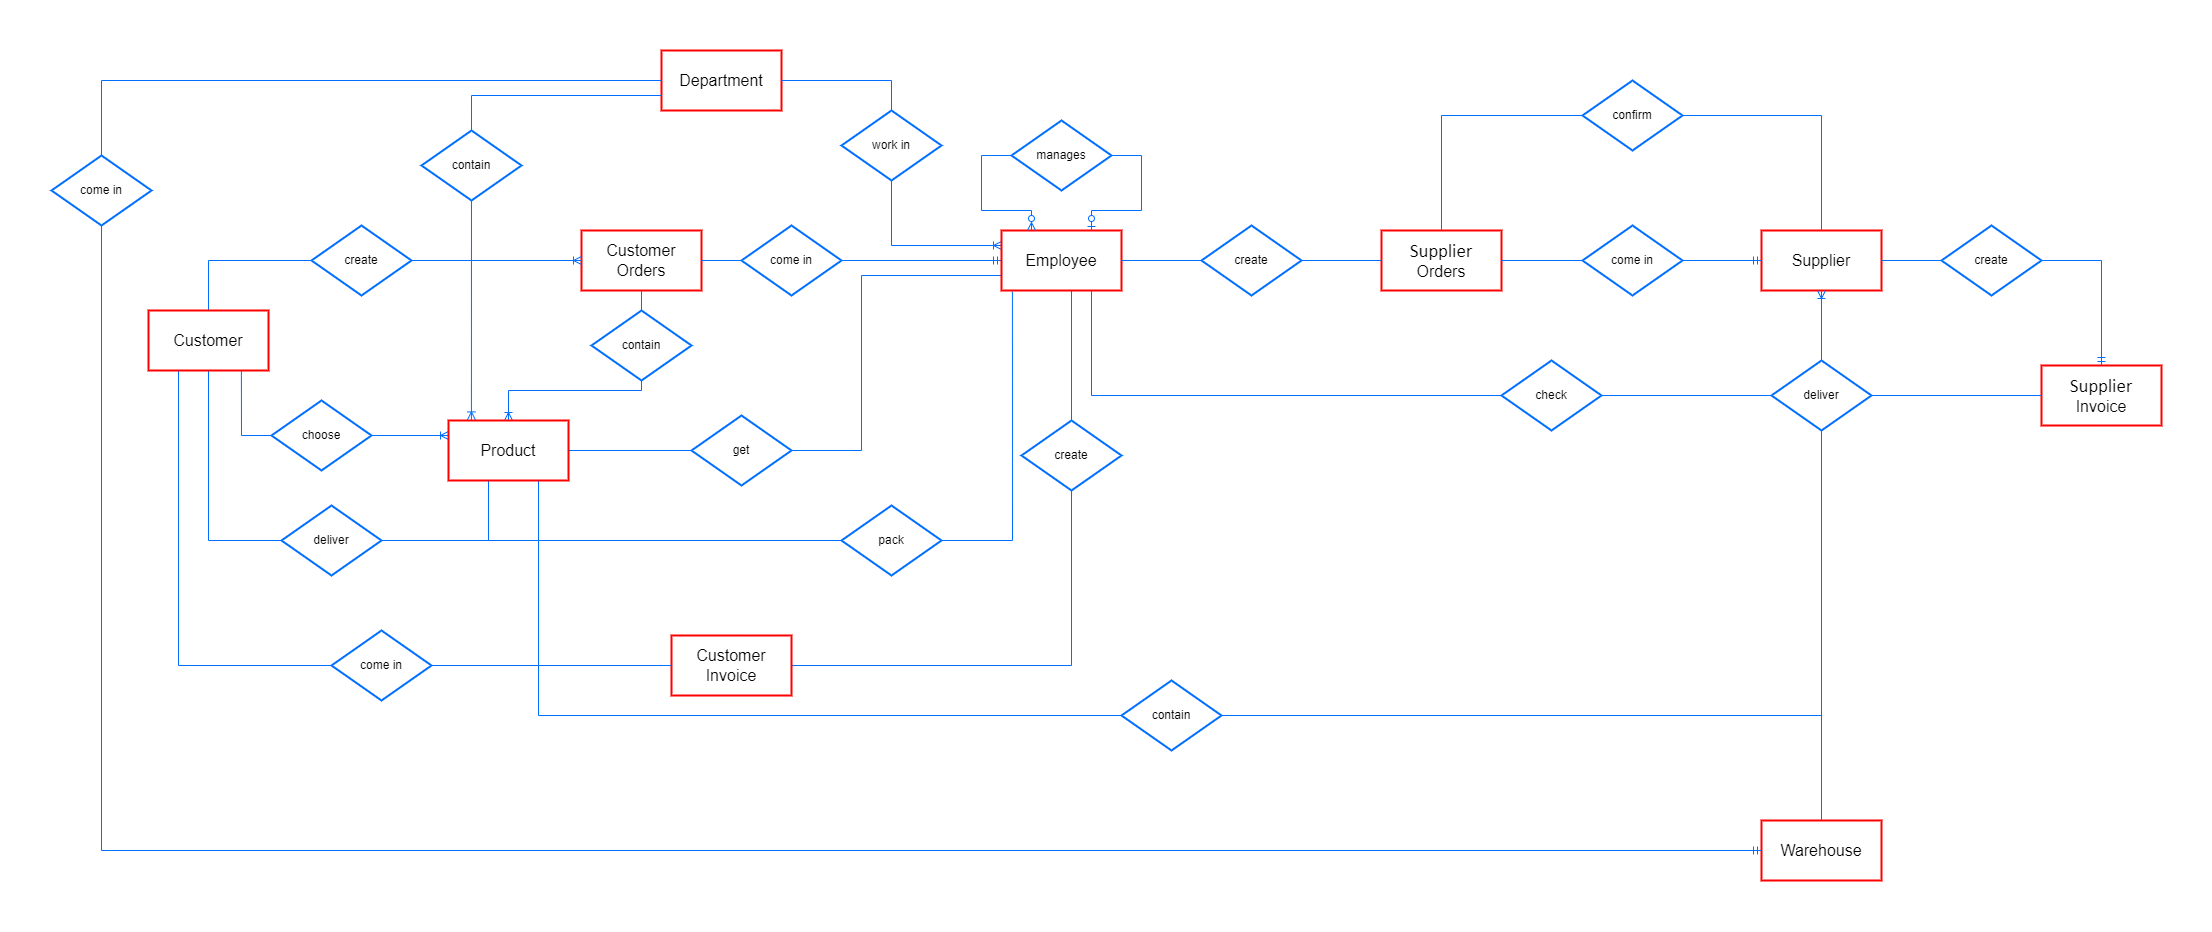 Department
confirm
work in
manages
contain
come in
create
Customer
Orders
come in
Employee
create
Supplier
Orders
come in
Supplier
create
Customer
contain
check
deliver
Supplier
Invoice
choose
Product
get
create
deliver
pack
come in
Customer
Invoice
contain
Warehouse